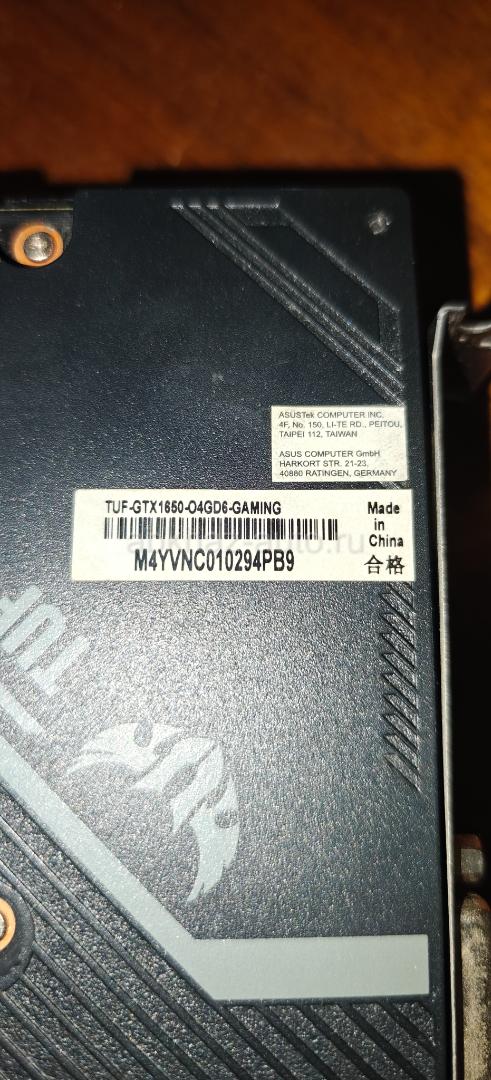 ASUSTek COMPUTER INC.
4F, No. 150, LI-TE RD., PEITOU,
TAIPEI 112, TAIWAN
ASUS COMPUTER GmbH
HARKORT STR. 21-23,
40880 RATINGEN, GERMANY
TUF-GTX1650-O4GD6-GAMING
M4YVNC010294PB9
Made
in
China
合格
TUF